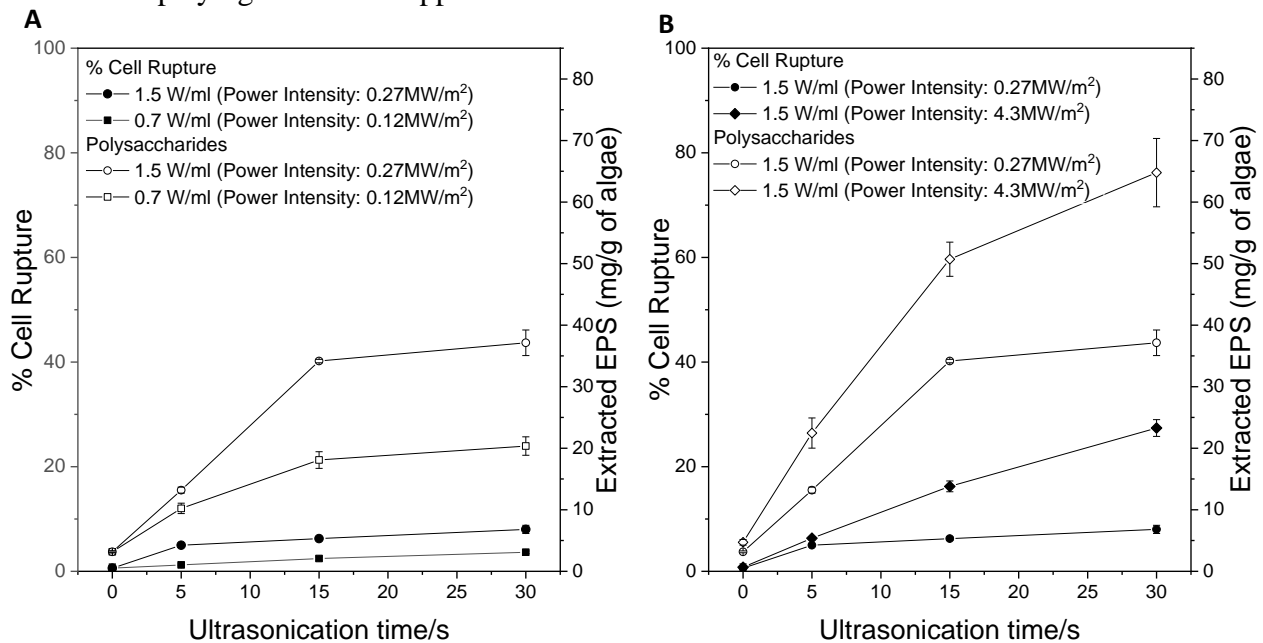 A
% Cell Rupture
1.5 W/ml (Power Intensity: 0.27MW/m²)
0.7 W/ml (Power Intensity: 0.12MW/m²)
Polysaccharides
1.5 W/ml (Power Intensity: 0.27MW/m²)
0.7 W/ml (Power Intensity: 0.12MW/m²)
% Cell Rupture
100
80
60
40
20
0
80
70
60
50
40
30
20
10
0
Extracted EPS (mg/g of algae)
0 5 10 15 20 25 30
Ultrasonication time/s
B
% Cell Rupture
1.5 W/ml (Power Intensity: 0.27MW/m²)
1.5 W/ml (Power Intensity: 4.3MW/m²)
Polysaccharides
1.5 W/ml (Power Intensity: 0.27MW/m²)
1.5 W/ml (Power Intensity: 4.3MW/m²)
% Cell Rupture
100
80
60
40
20
0
80
70
60
50
40
30
20
10
0
Extracted EPS (mg/g of algae)
0 5 10 15 20 25 30
Ultrasonication time/s